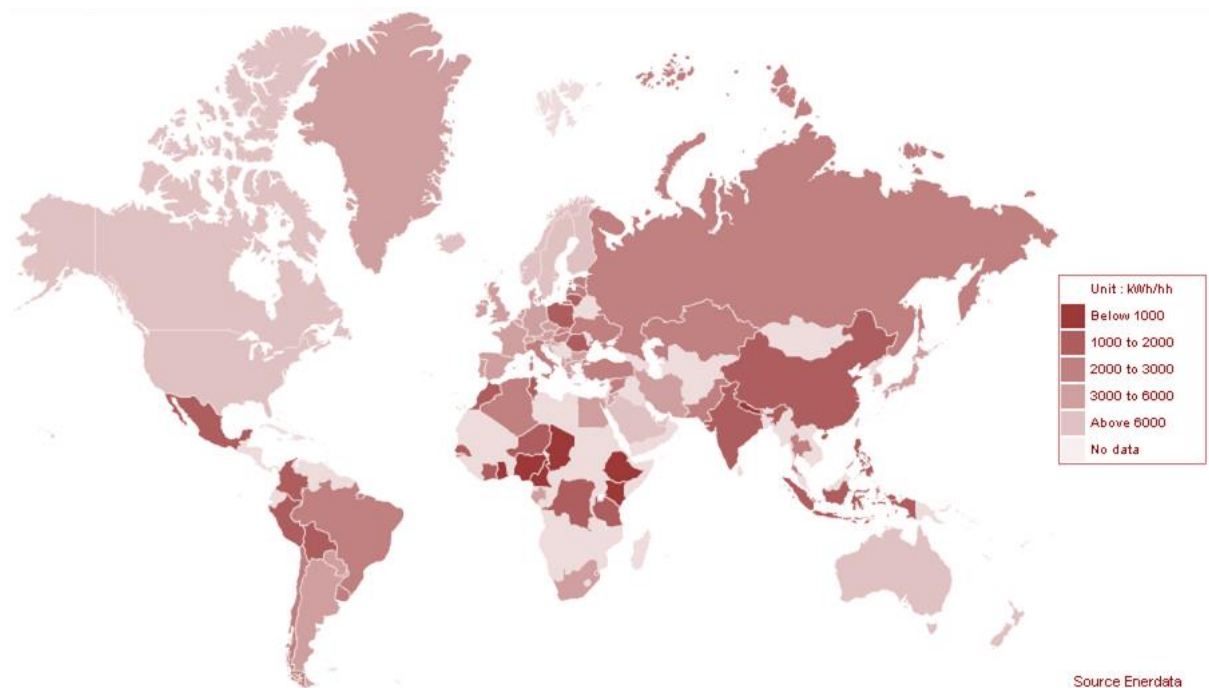 Unit : kWh/hh
Below 1000
1000 to 2000
2000 to 3000
3000 to 6000
Above 6000
No data
Source Enerdata